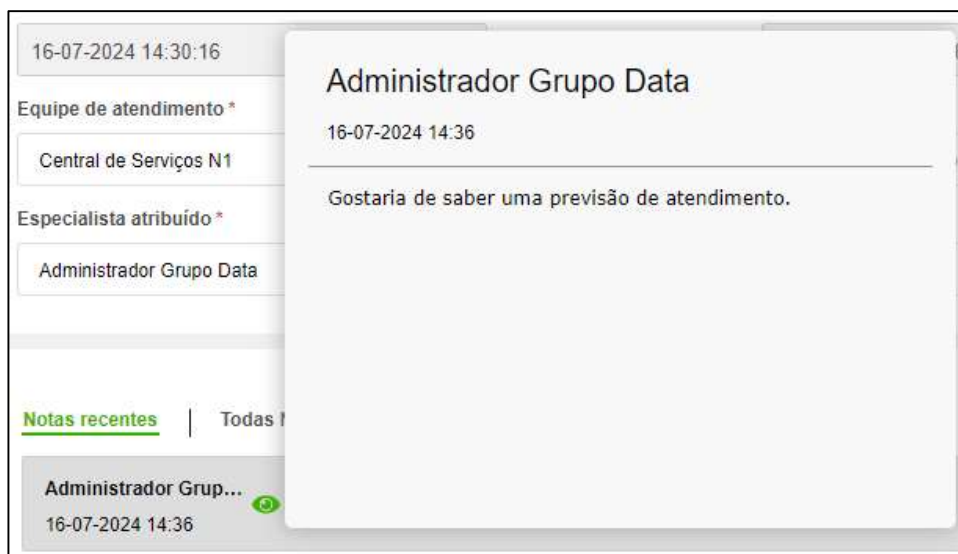 16-07-2024 14:30:16
Equipe de atendimento *
Central de Serviços N1
Especialista atribuído *
Administrador Grupo Data
Notas recentes | Todas
Administrador Grup...
16-07-2024 14:36
Administrador Grupo Data
16-07-2024 14:36
Gostaria de saber uma previsão de atendimento.